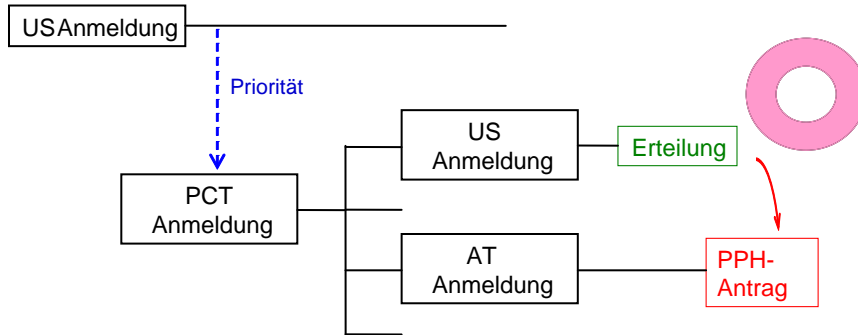 USAnmeldung
Priorität
US
Anmeldung
Erteilung
PCT
Anmeldung
AT
Anmeldung
PPH-
Antrag